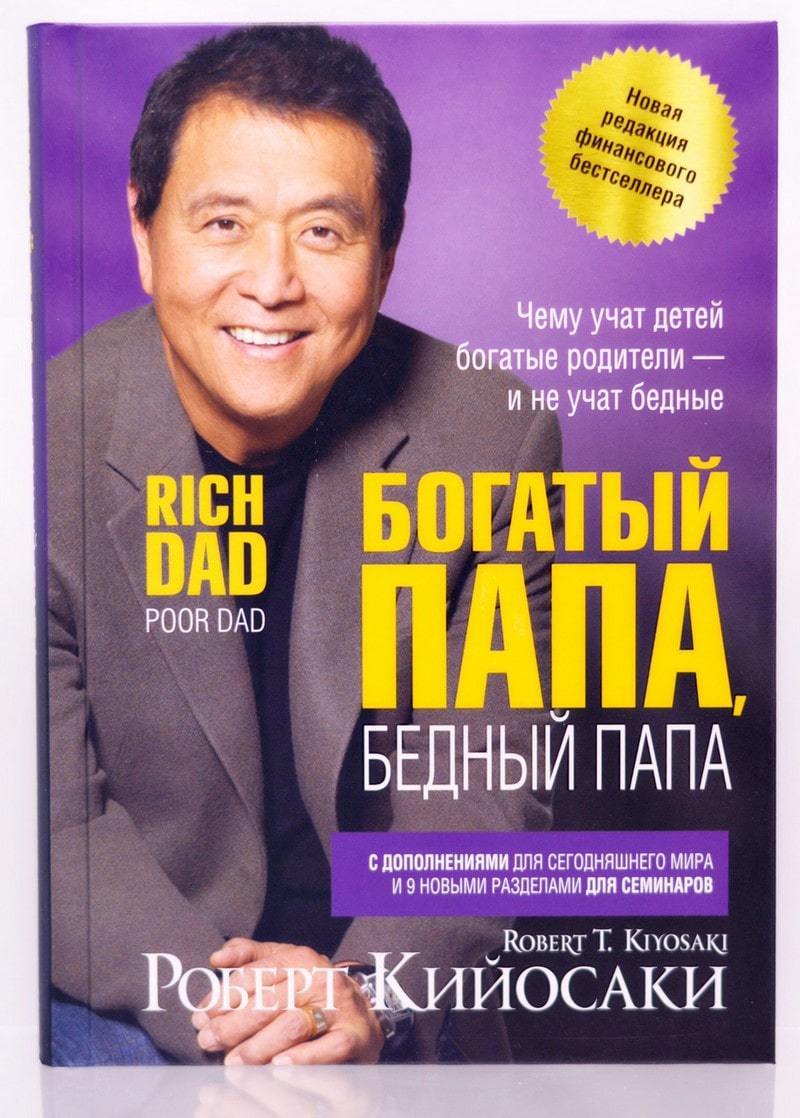 Новая
редакция
финансового
бестселлера
Чему учат детей
богатые родители —
и не учат бедные
RICH
DAD
POOR DAD
БОГАТЫЙ
ПАПА,
БЕДНЫЙ ПАПА
С ДОПОЛНЕНИЯМИ ДЛЯ СЕГОДНЯШНЕГО МИРА
И 9 НОВЫМИ РАЗДЕЛАМИ ДЛЯ СЕМИНАРОВ
ROBERT T. KIYOSAKI
РОБЕРТ КИЙОСАКИ